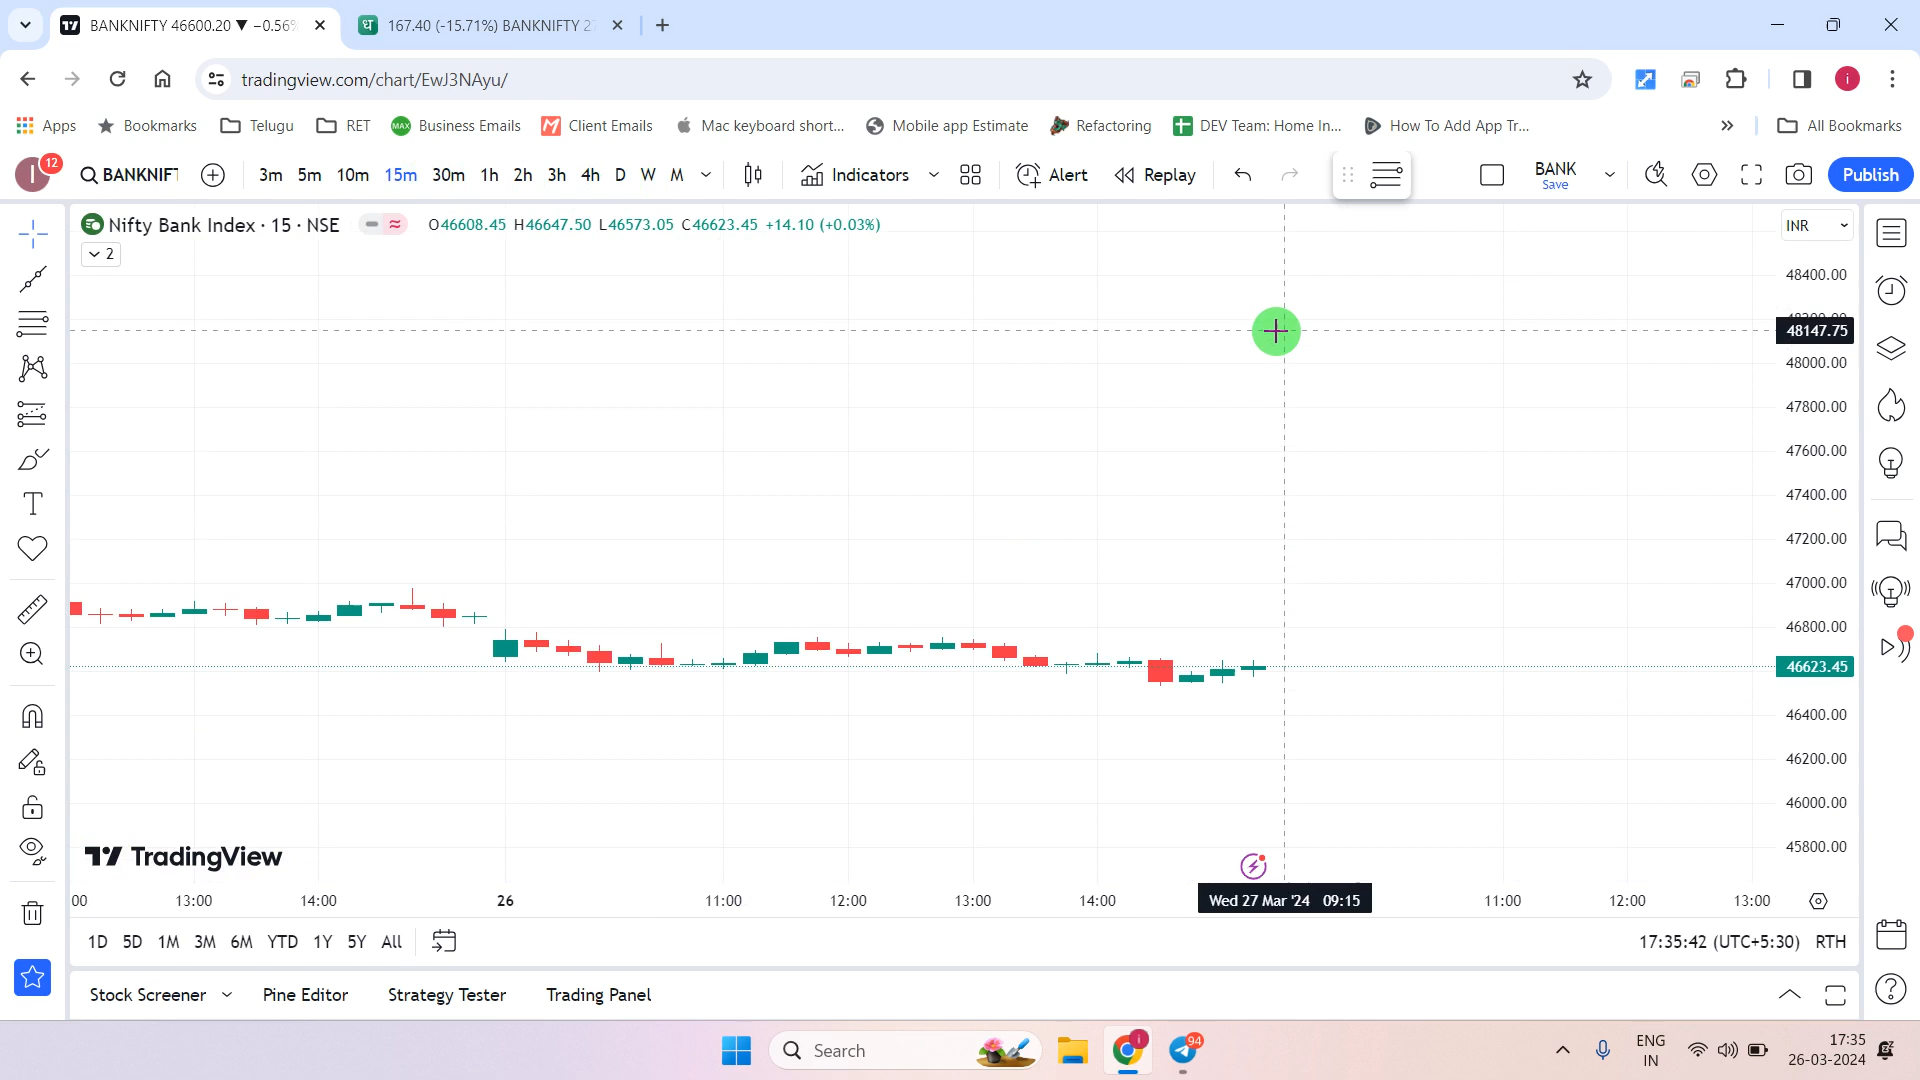 BANKNIFTY 46600.20 ▼ −0.56%
धा 167.40 (-15.71%) BANKNIFTY 27
tradingview.com/chart/EwJ3NAyu/
i
Apps Bookmarks Telugu RET MAX Business Emails Client Emails Mac keyboard short... Mobile app Estimate Refactoring DEV Team: Home In... How To Add App Tr... » All Bookmarks
I 12 BANKNIFT 3m 5m 10m 15m 30m 1h 2h 3h 4h D W M Indicators Alert Replay BANK Save Publish
Nifty Bank Index · 15 · NSE O46608.45 H46647.50 L46573.05 C46623.45 +14.10 (+0.03%) INR
2
48400.00
48147.75
48000.00
47800.00
47600.00
47400.00
47200.00
47000.00
46800.00
46623.45
46400.00
46200.00
46000.00
45800.00
TradingView
00 13:00 14:00 26 11:00 12:00 13:00 14:00 Wed 27 Mar '24 09:15 11:00 12:00 13:00
1D 5D 1M 3M 6M YTD 1Y 5Y All 17:35:42 (UTC+5:30) RTH
Stock Screener Pine Editor Strategy Tester Trading Panel
Search i 94 ENG IN 17:35 26-03-2024